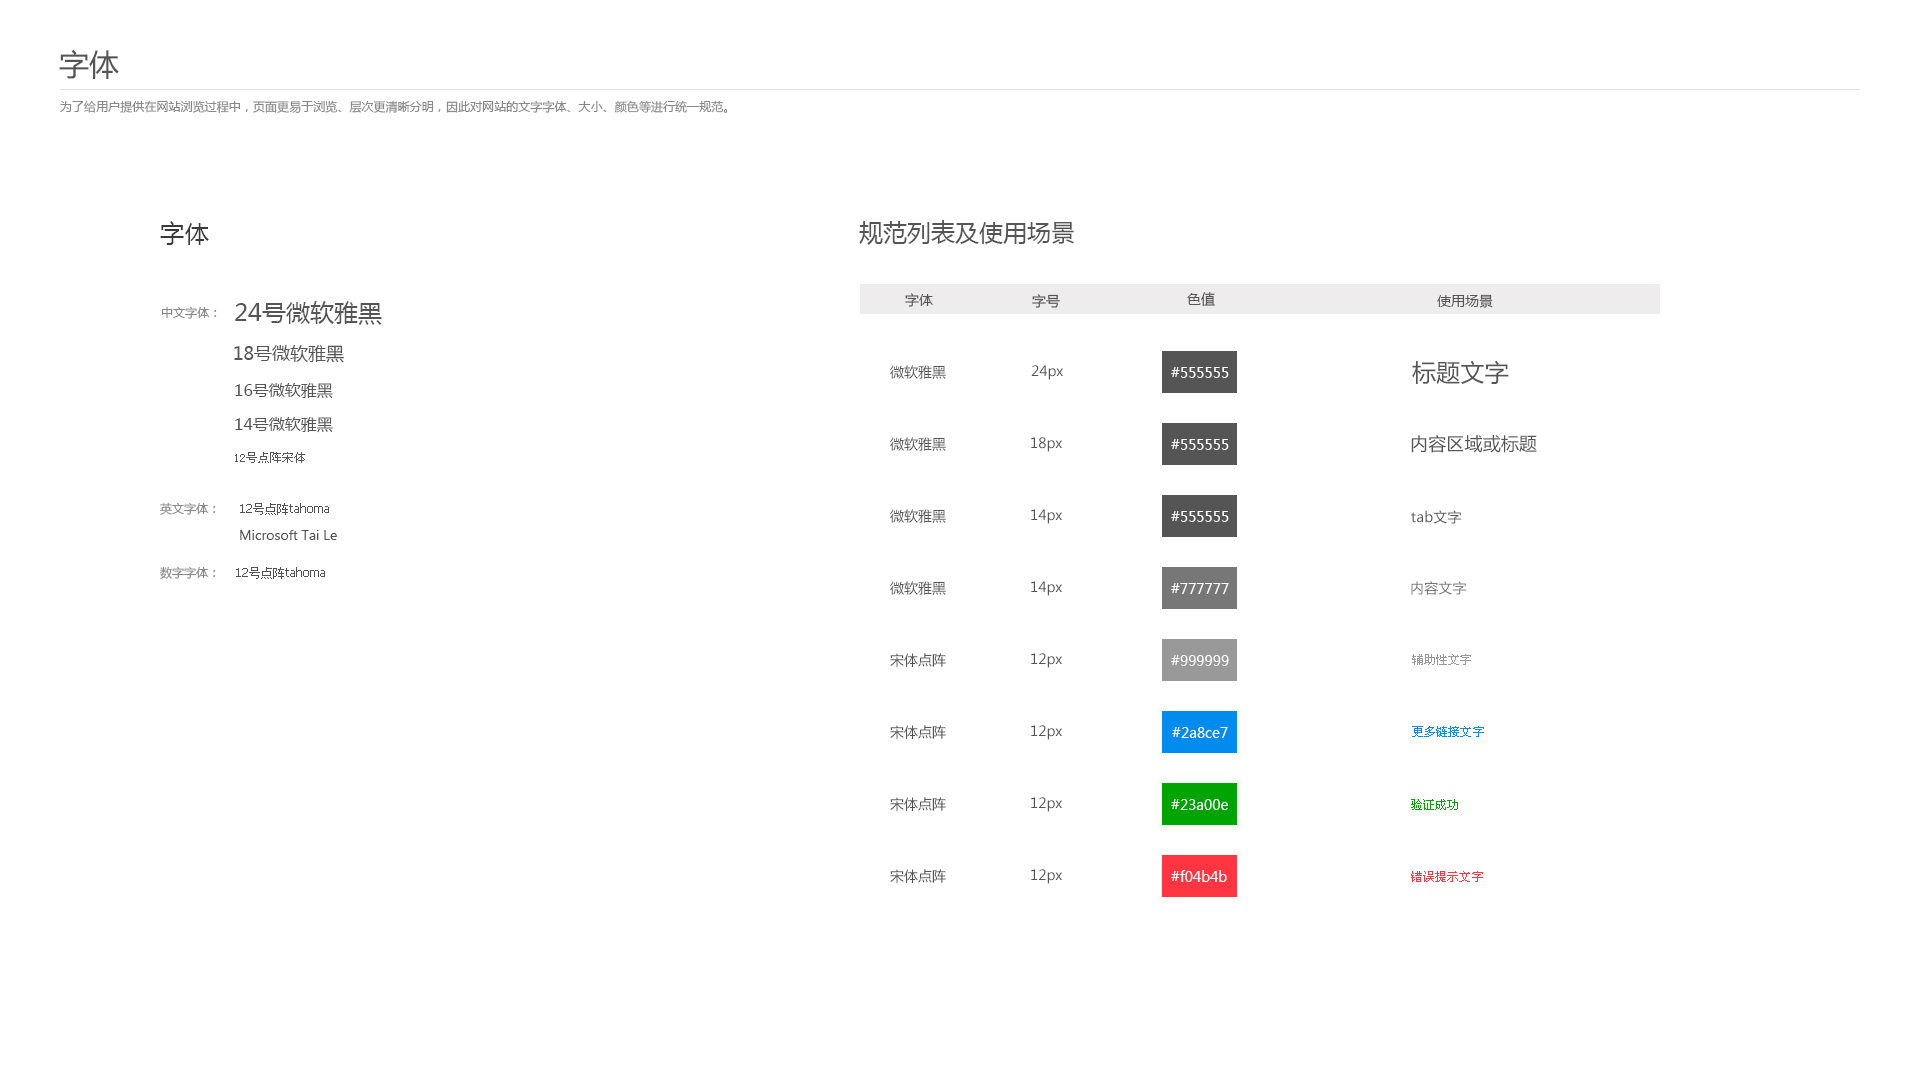 字体
为了给用户提供在网站浏览过程中，页面更易于浏览、层次更清晰分明，因此对网站的文字字体、大小、颜色等进行统一规范。
字体
中文字体： 24号微软雅黑
18号微软雅黑
16号微软雅黑
14号微软雅黑
12号点阵宋体
英文字体： 12号点阵tahoma
Microsoft Tai Le
数字字体： 12号点阵tahoma
规范列表及使用场景
字体 字号 色值 使用场景
微软雅黑 24px #555555 标题文字
微软雅黑 18px #555555 内容区域或标题
微软雅黑 14px #555555 tab文字
微软雅黑 14px #777777 内容文字
宋体点阵 12px #999999 辅助性文字
宋体点阵 12px #2a8ce7 更多链接文字
宋体点阵 12px #23a00e 验证成功
宋体点阵 12px #f04b4b 错误提示文字